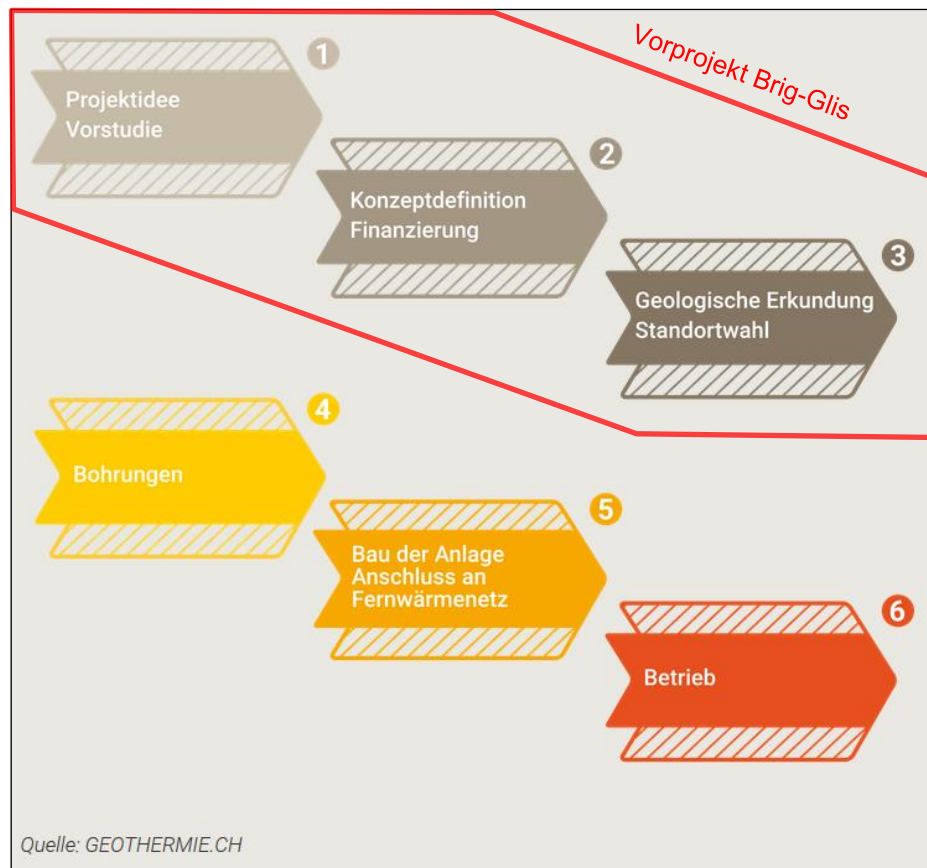 Vorprojekt Brig-Glis
1
Projektidee
Vorstudie
2
Konzeptdefinition
Finanzierung
3
Geologische Erkundung
Standortwahl
4
Bohrungen
5
Bau der Anlage
Anschluss an
Fernwärmenetz
6
Betrieb
Quelle: GEOTHERMIE.CH